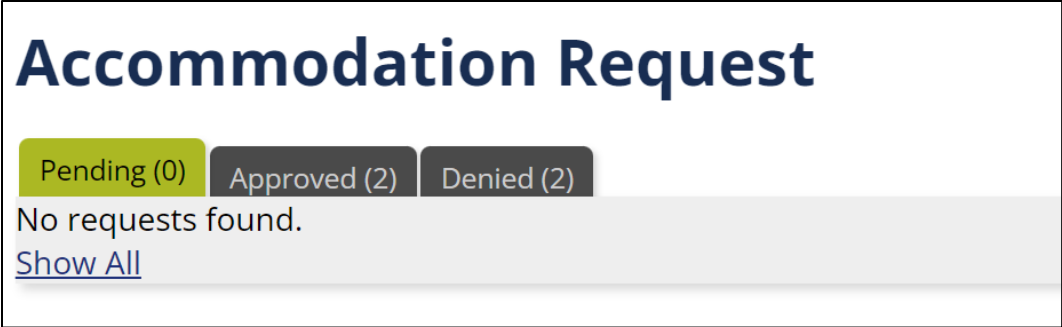 Accommodation Request
Pending (0) Approved (2) Denied (2)
No requests found.
Show All